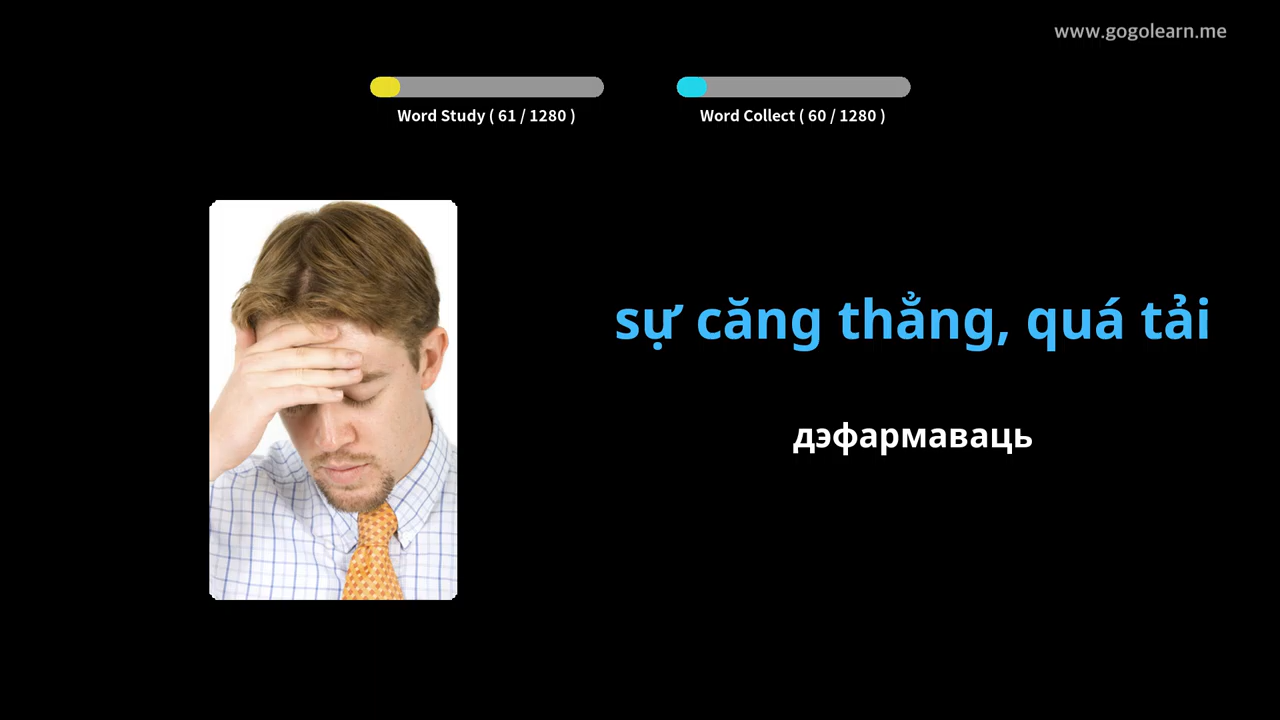 www.gogolearn.me
Word Study ( 61 / 1280 )
Word Collect ( 60 / 1280 )
sự căng thẳng, quá tải
дэфармаваць